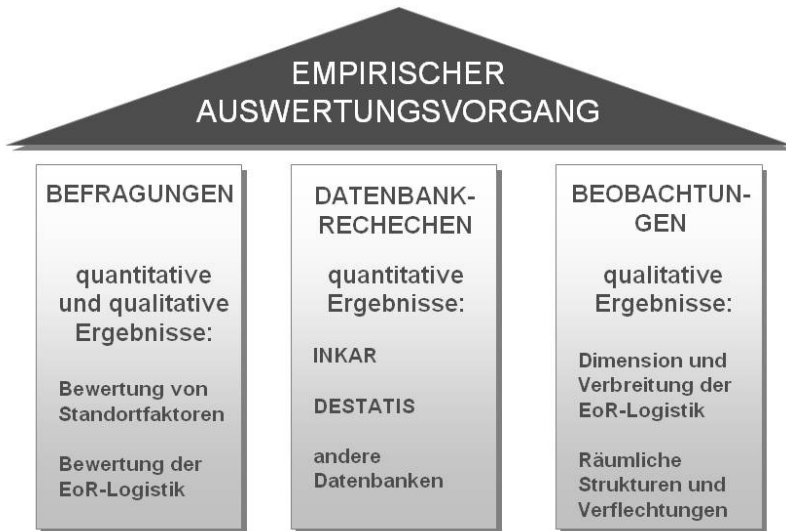 EMPIRISCHER
AUSWERTUNGSVORGANG
BEFRAGUNGEN
quantitative
und qualitative
Ergebnisse:
Bewertung von
Standortfaktoren
Bewertung der
EoR-Logistik
DATENBANK-
RECHECHEN
quantitative
Ergebnisse:
INKAR
DESTATIS
andere
Datenbanken
BEOBACHTUN-
GEN
qualitative
Ergebnisse:
Dimension und
Verbreitung der
EoR-Logistik
Räumliche
Strukturen und
Verflechtungen